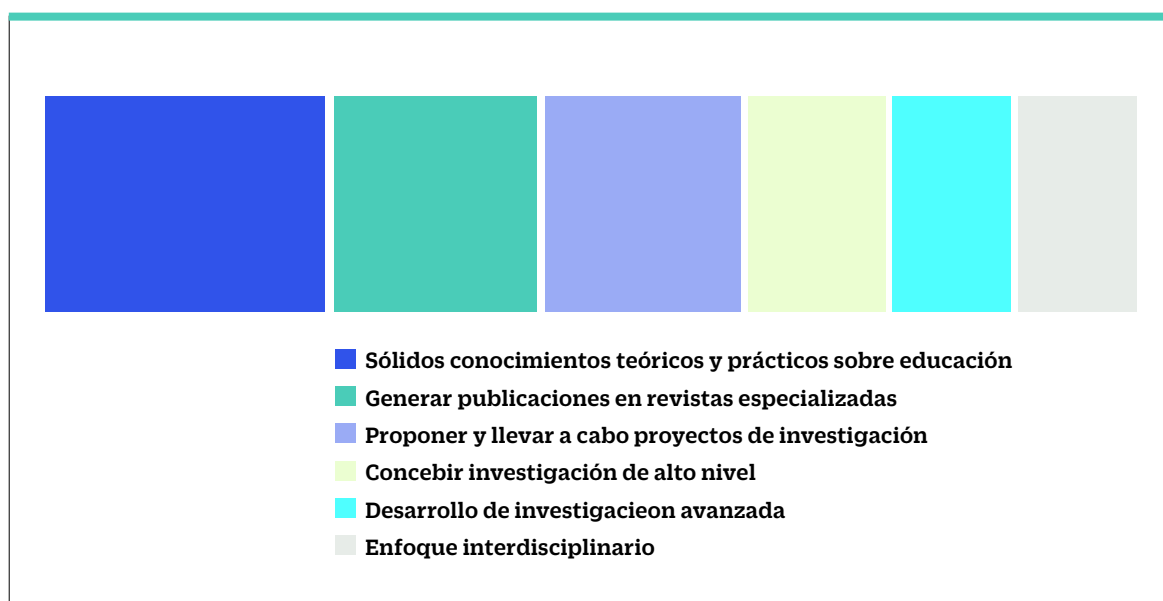 Sólidos conocimientos teóricos y prácticos sobre educación
Generar publicaciones en revistas especializadas
Proponer y llevar a cabo proyectos de investigación
Concebir investigación de alto nivel
Desarrollo de investigacieon avanzada
Enfoque interdisciplinario